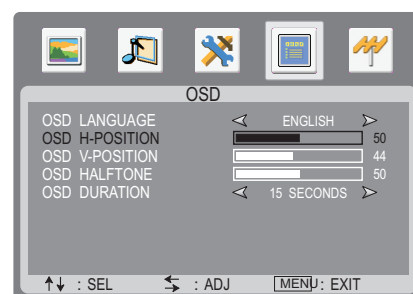 OSD
OSD LANGUAGE ENGLISH
OSD H-POSITION 50
OSD V-POSITION 44
OSD HALFTONE 50
OSD DURATION 15 SECONDS
: SEL : ADJ MENU : EXIT